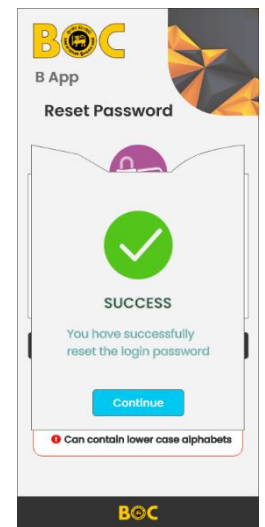 BOC
B App
Reset Password
SUCCESS
You have successfully
reset the login password
Continue
Can contain lower case alphabets
BOC